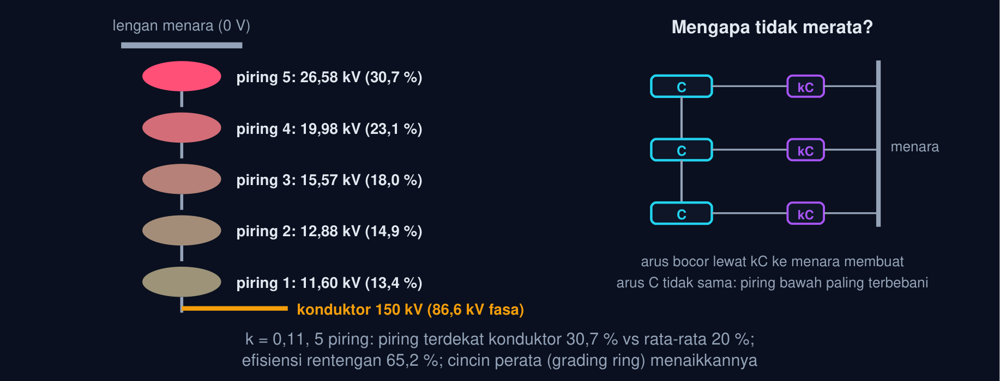 lengan menara (0 V)
piring 5: 26,58 kV (30,7 %)
piring 4: 19,98 kV (23,1 %)
piring 3: 15,57 kV (18,0 %)
piring 2: 12,88 kV (14,9 %)
piring 1: 11,60 kV (13,4 %)
konduktor 150 kV (86,6 kV fasa)
Mengapa tidak merata?
C
kC
C
kC
menara
C
kC
arus bocor lewat kC ke menara membuat
arus C tidak sama: piring bawah paling terbebani
k = 0,11, 5 piring: piring terdekat konduktor 30,7 % vs rata-rata 20 %;
efisiensi rentengan 65,2 %; cincin perata (grading ring) menaikkannya